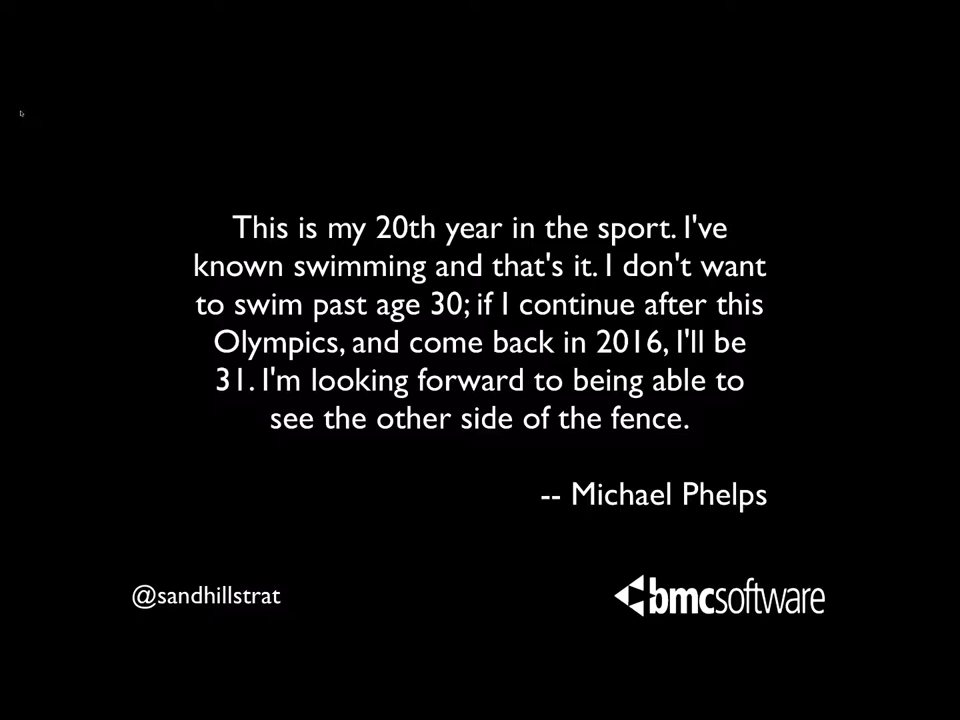 This is my 20th year in the sport. I've
known swimming and that's it. I don't want
to swim past age 30; if I continue after this
Olympics, and come back in 2016, I'll be
31. I'm looking forward to being able to
see the other side of the fence.
-- Michael Phelps
@sandhillstrat
bmcsoftware